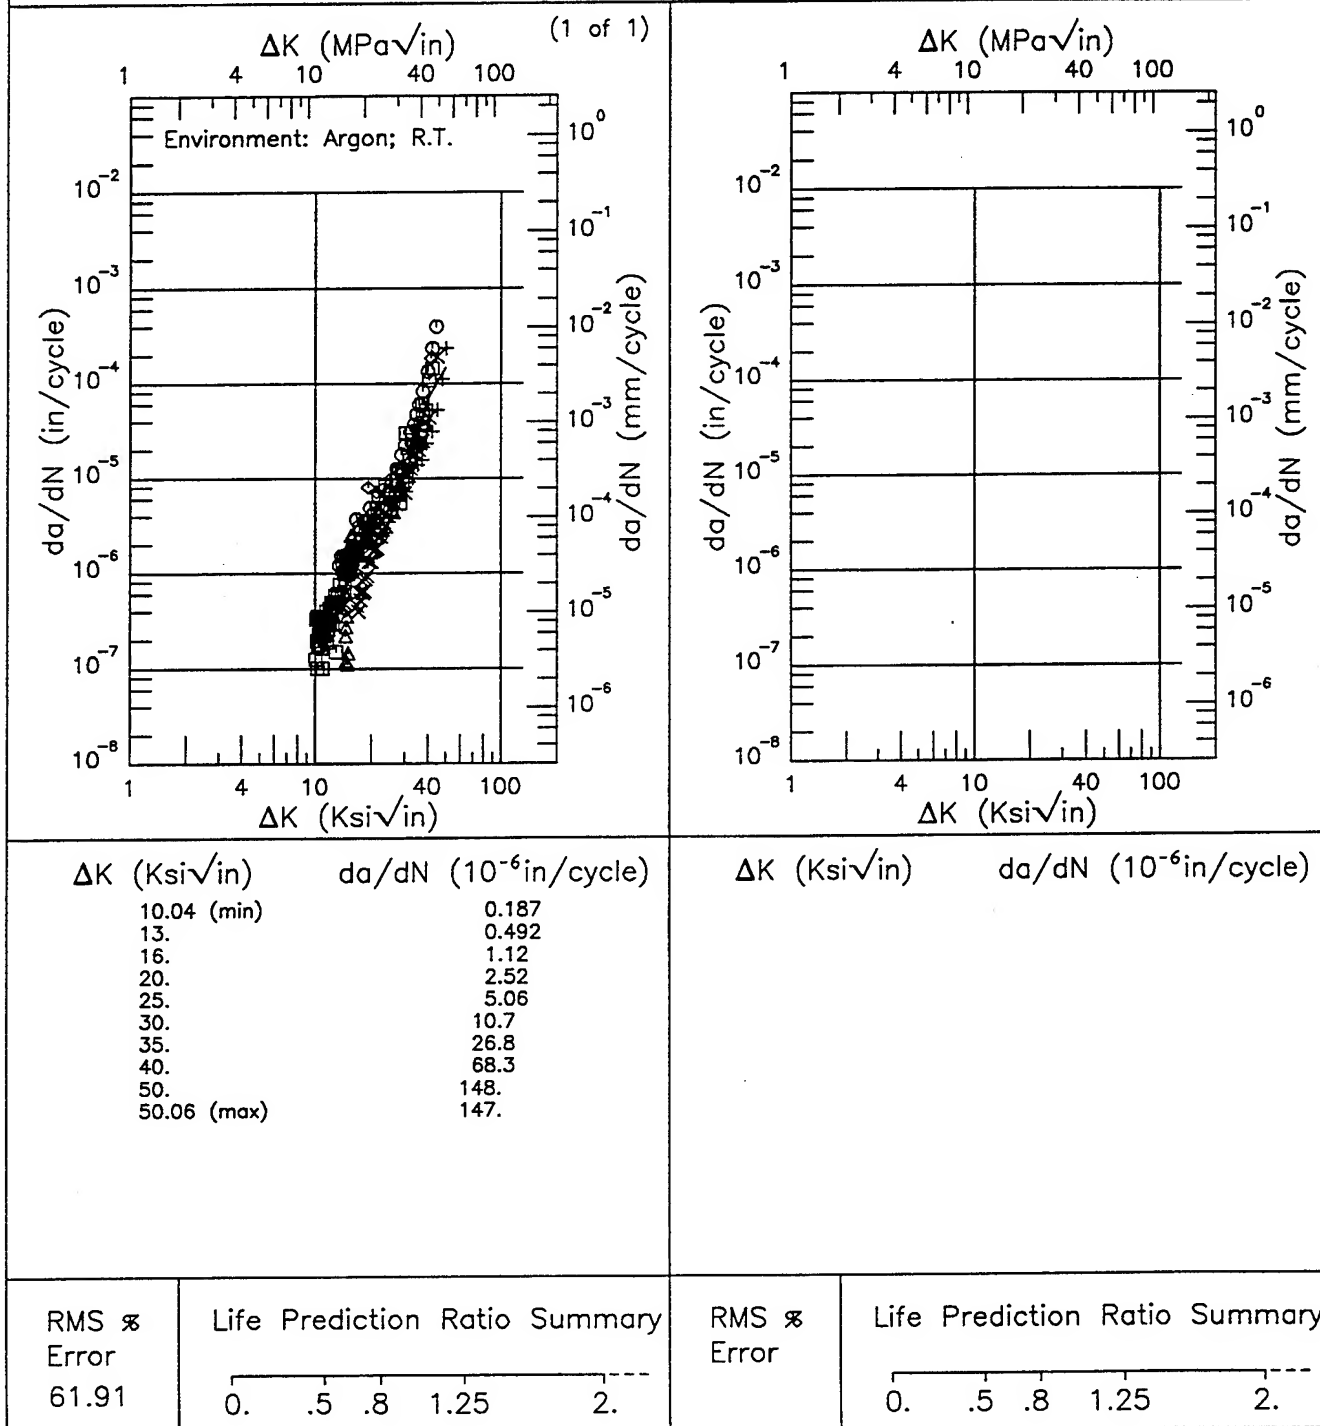 (1 of 1)
ΔK (MPa√in)
1 4 10 40 100
Environment: Argon; R.T.
10⁻²
10⁻³
10⁻⁴
10⁻⁵
10⁻⁶
10⁻⁷
10⁻⁸
da/dN (in/cycle)
10⁰
10⁻¹
10⁻²
10⁻³
10⁻⁴
10⁻⁵
10⁻⁶
da/dN (mm/cycle)
1 4 10 40 100
ΔK (Ksi√in)
ΔK (MPa√in)
1 4 10 40 100
10⁻²
10⁻³
10⁻⁴
10⁻⁵
10⁻⁶
10⁻⁷
10⁻⁸
da/dN (in/cycle)
10⁰
10⁻¹
10⁻²
10⁻³
10⁻⁴
10⁻⁵
10⁻⁶
da/dN (mm/cycle)
1 4 10 40 100
ΔK (Ksi√in)
ΔK (Ksi√in) da/dN (10⁻⁶in/cycle)
10.04 (min) 0.187
13. 0.492
16. 1.12
20. 2.52
25. 5.06
30. 10.7
35. 26.8
40. 68.3
50. 148.
50.06 (max) 147.
ΔK (Ksi√in) da/dN (10⁻⁶in/cycle)
RMS %
Error
61.91
Life Prediction Ratio Summary
0. .5 .8 1.25 2.
RMS %
Error
Life Prediction Ratio Summary
0. .5 .8 1.25 2.